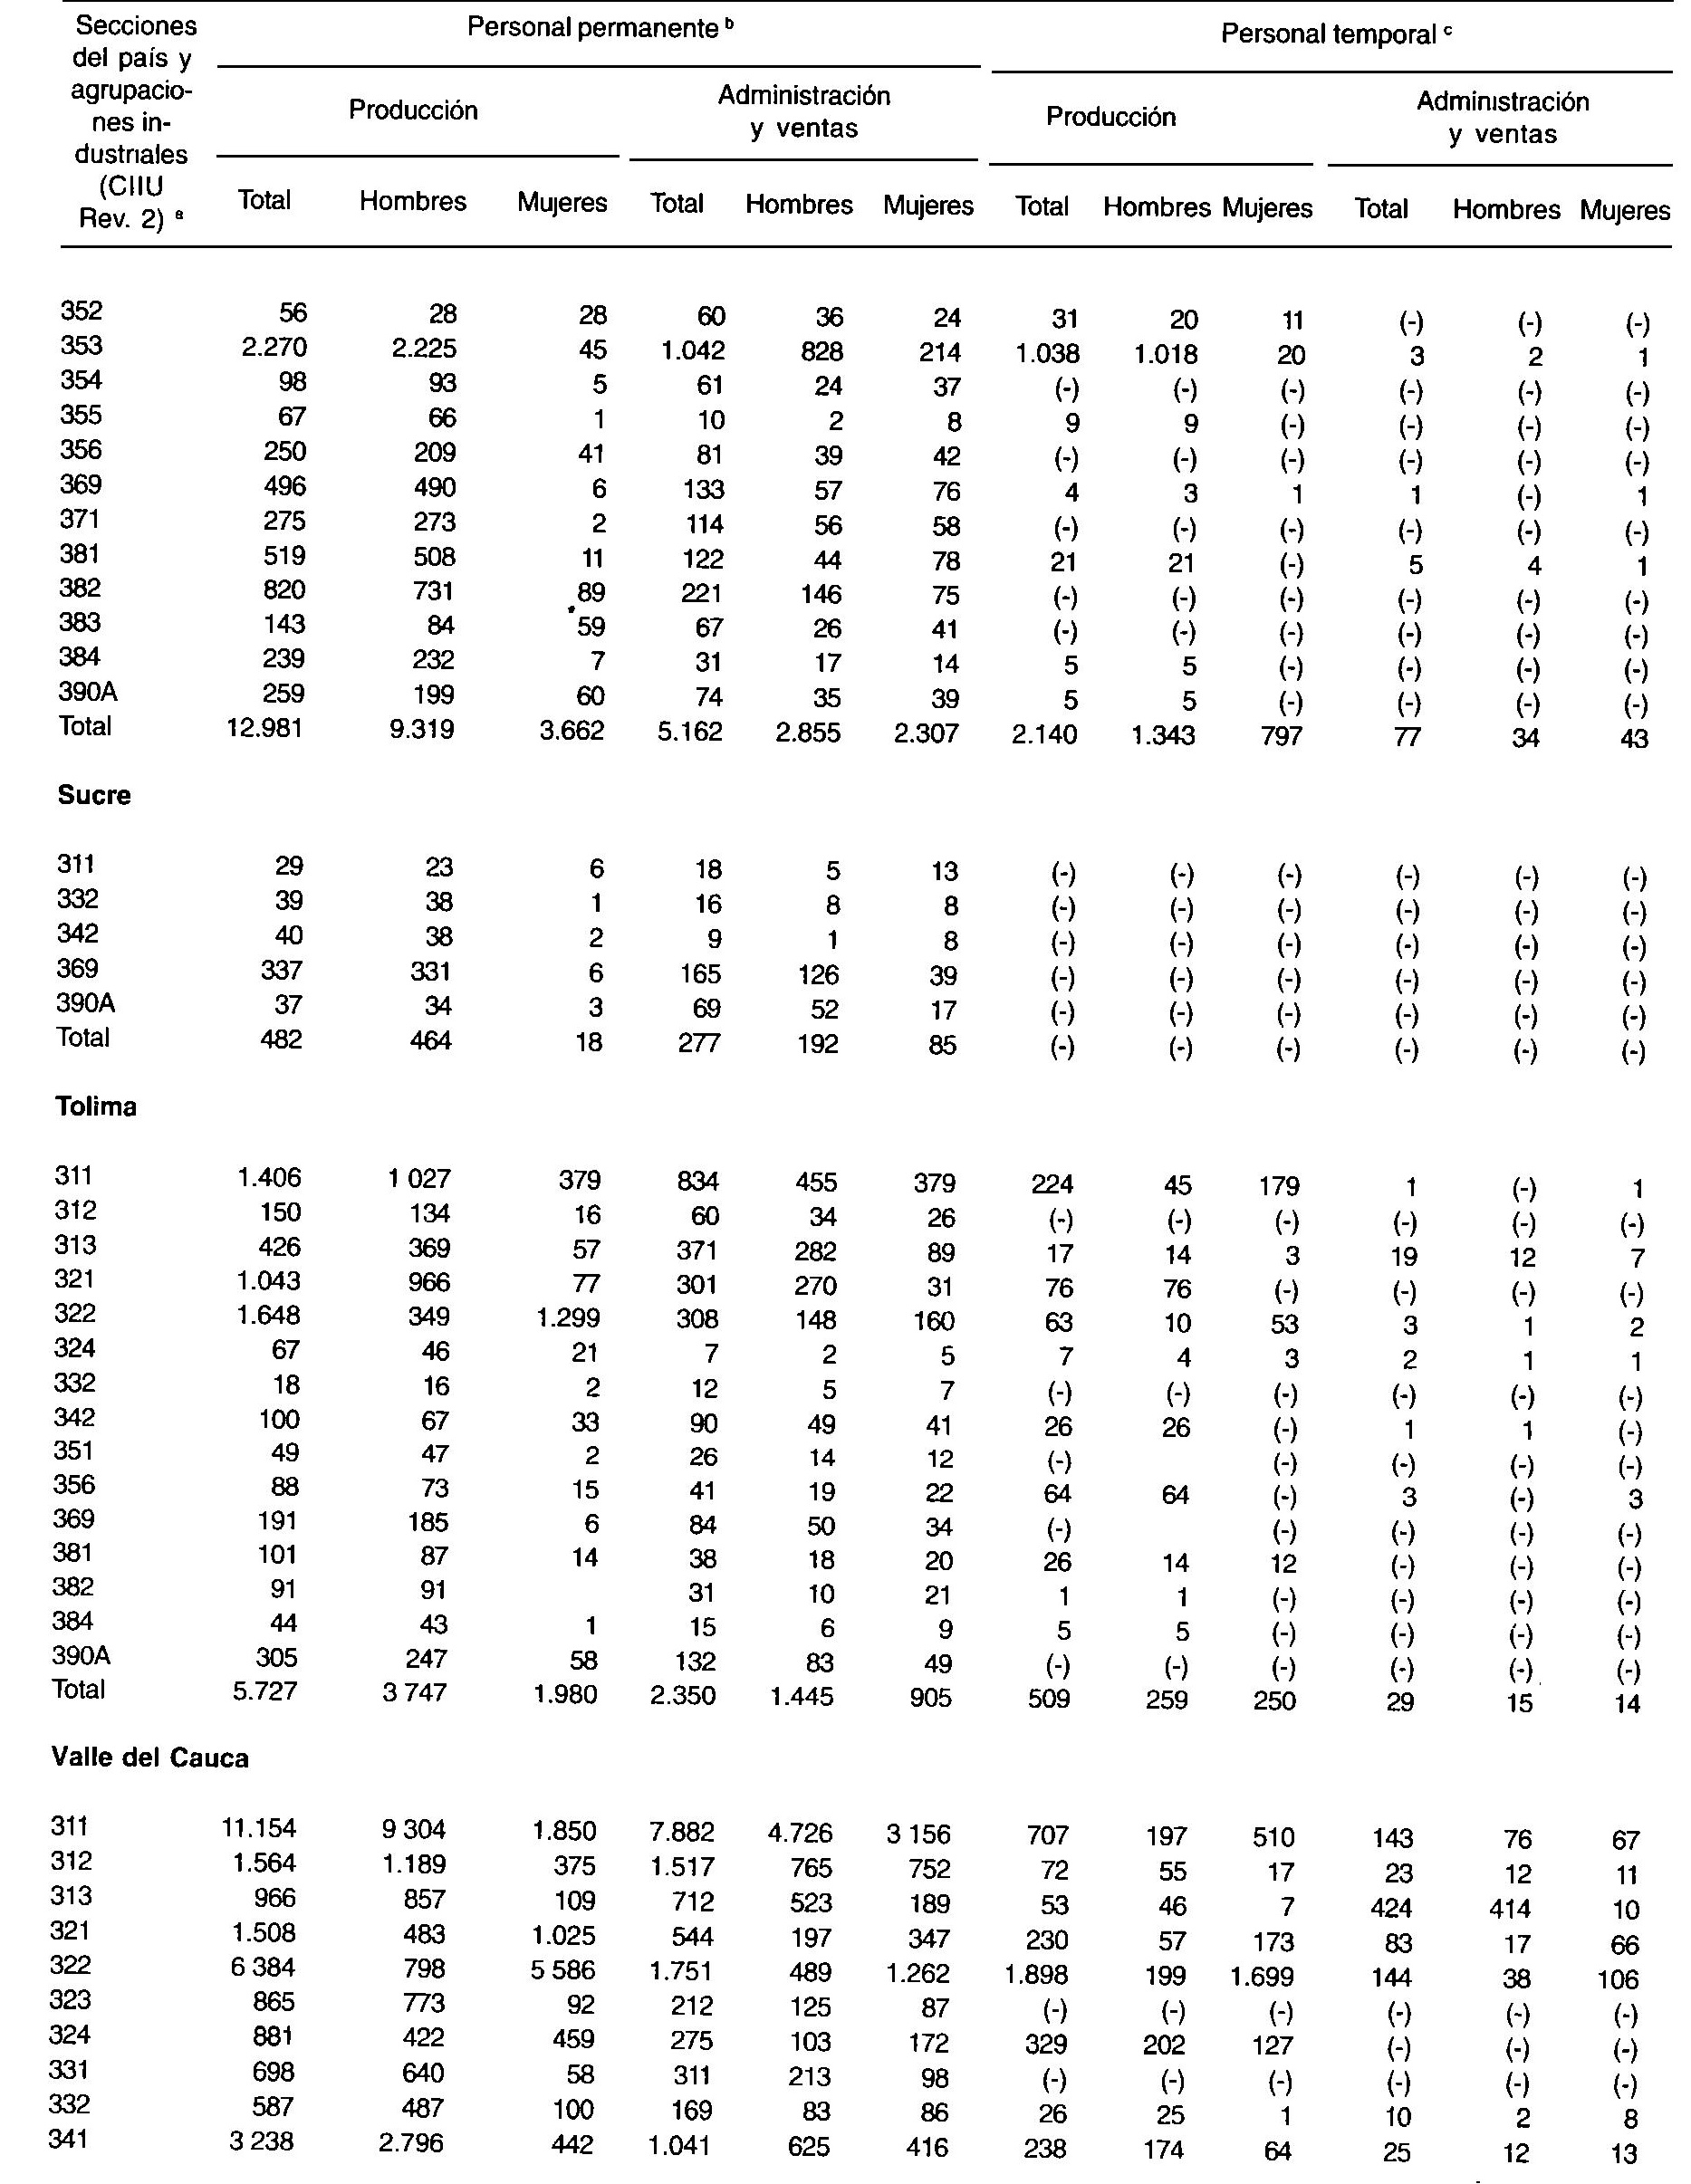 Secciones del país y agrupacio- nes in- dustriales (CIIU Rev. 2) a
Personal permanente b Personal temporal c
Producción Administración y ventas Producción Administración y ventas
Total Hombres Mujeres Total Hombres Mujeres Total Hombres Mujeres Total Hombres Mujeres
352 56 28 28 60 36 24 31 20 11 (-) (-) (-)
353 2.270 2.225 45 1.042 828 214 1.038 1.018 20 3 2 1
354 98 93 5 61 24 37 (-) (-) (-) (-) (-) (-)
355 67 66 1 10 2 8 9 9 (-) (-) (-) (-)
356 250 209 41 81 39 42 (-) (-) (-) (-) (-) (-)
369 496 490 6 133 57 76 4 3 1 1 (-) 1
371 275 273 2 114 56 58 (-) (-) (-) (-) (-) (-)
381 519 508 11 122 44 78 21 21 (-) 5 4 1
382 820 731 89 221 146 75 (-) (-) (-) (-) (-) (-)
383 143 84 59 67 26 41 (-) (-) (-) (-) (-) (-)
384 239 232 7 31 17 14 5 5 (-) (-) (-) (-)
390A 259 199 60 74 35 39 5 5 (-) (-) (-) (-)
Total 12.981 9.319 3.662 5.162 2.855 2.307 2.140 1.343 797 77 34 43
Sucre
311 29 23 6 18 5 13 (-) (-) (-) (-) (-) (-)
332 39 38 1 16 8 8 (-) (-) (-) (-) (-) (-)
342 40 38 2 9 1 8 (-) (-) (-) (-) (-) (-)
369 337 331 6 165 126 39 (-) (-) (-) (-) (-) (-)
390A 37 34 3 69 52 17 (-) (-) (-) (-) (-) (-)
Total 482 464 18 277 192 85 (-) (-) (-) (-) (-) (-)
Tolima
311 1.406 1 027 379 834 455 379 224 45 179 1 (-) 1
312 150 134 16 60 34 26 (-) (-) (-) (-) (-) (-)
313 426 369 57 371 282 89 17 14 3 19 12 7
321 1.043 966 77 301 270 31 76 76 (-) (-) (-) (-)
322 1.648 349 1.299 308 148 160 63 10 53 3 1 2
324 67 46 21 7 2 5 7 4 3 2 1 1
332 18 16 2 12 5 7 (-) (-) (-) (-) (-) (-)
342 100 67 33 90 49 41 26 26 (-) 1 1 (-)
351 49 47 2 26 14 12 (-) (-) (-) (-) (-)
356 88 73 15 41 19 22 64 64 (-) 3 (-) 3
369 191 185 6 84 50 34 (-) (-) (-) (-) (-)
381 101 87 14 38 18 20 26 14 12 (-) (-) (-)
382 91 91 31 10 21 1 1 (-) (-) (-) (-)
384 44 43 1 15 6 9 5 5 (-) (-) (-) (-)
390A 305 247 58 132 83 49 (-) (-) (-) (-) (-) (-)
Total 5.727 3 747 1.980 2.350 1.445 905 509 259 250 29 15 14
Valle del Cauca
311 11.154 9 304 1.850 7.882 4.726 3 156 707 197 510 143 76 67
312 1.564 1.189 375 1.517 765 752 72 55 17 23 12 11
313 966 857 109 712 523 189 53 46 7 424 414 10
321 1.508 483 1.025 544 197 347 230 57 173 83 17 66
322 6 384 798 5 586 1.751 489 1.262 1.898 199 1.699 144 38 106
323 865 773 92 212 125 87 (-) (-) (-) (-) (-) (-)
324 881 422 459 275 103 172 329 202 127 (-) (-) (-)
331 698 640 58 311 213 98 (-) (-) (-) (-) (-) (-)
332 587 487 100 169 83 86 26 25 1 10 2 8
341 3 238 2.796 442 1.041 625 416 238 174 64 25 12 13